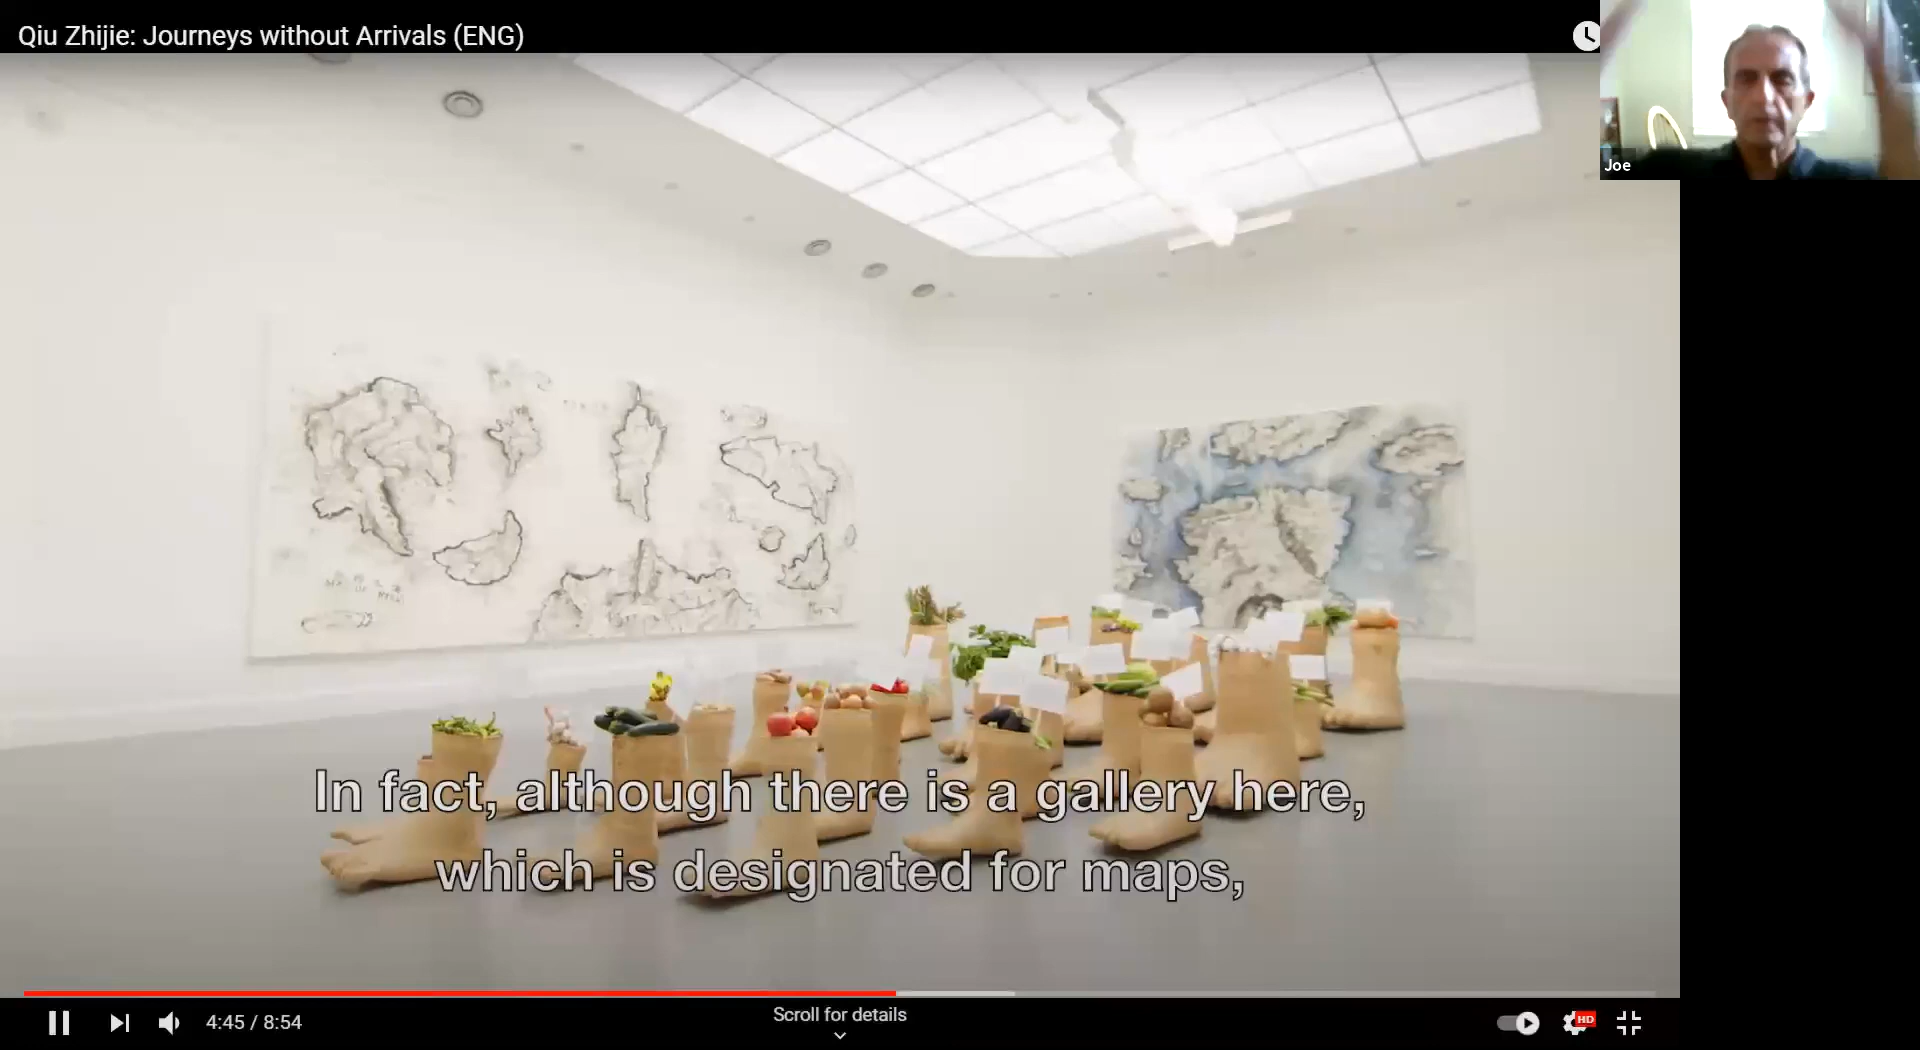 Qiu Zhijie: Journeys without Arrivals (ENG)
Joe
In fact, although there is a gallery here,
which is designated for maps,
4:45 / 8:54
Scroll for details
HD